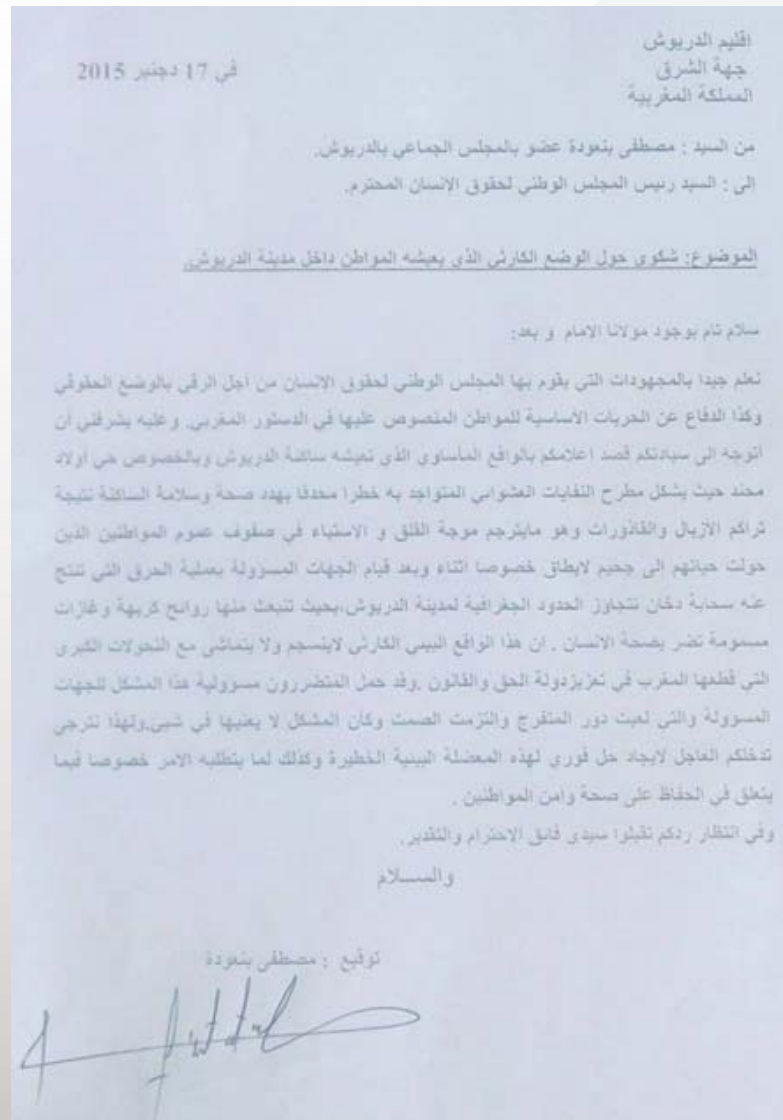 اقليم الدريوش
في 17 دجنبر 2015
جهة الشرق
المملكة المغربية
من السيد : مصطفى بنعودة عضو بالمجلس الجماعي بالدريوش.
الى : السيد رئيس المجلس الوطني لحقوق الانسان المحترم.
الموضوع: شكوى حول الوضع الكارثي الذي يعيشه المواطن داخل مدينة الدريوش.
سلام تام بوجود مولانا الامام و بعد:
نعلم جيدا بالمجهودات التي يقوم بها المجلس الوطني لحقوق الانسان من اجل الرقي بالوضع الحقوقي
وكذا الدفاع عن الحريات الاساسية للمواطن المنصوص عليها في الدستور المغربي. وعليه يشرفني أن
أتوجه الى سيادتكم قصد اعلامكم بالواقع المأساوي الذي تعيشه ساكنة الدريوش وبالخصوص حي اولاد
محند حيث يشكل مطرح النفايات العشوائي المتواجد به خطرا محدقا يهدد صحة وسلامة الساكنة نتيجة
تراكم الأزبال والقاذورات وهو مايترجم موجة القلق و الاستياء في صفوف عموم المواطنين الذين
حولت حياتهم الى جحيم لايطاق خصوصا اثناء وبعد قيام الجهات المسؤولة بعملية الحرق التي تنتج
عنه سحابة دخان تتجاوز الحدود الجغرافية لمدينة الدريوش،بحيث تنبعث منها روائح كريهة وغازات
مسمومة تضر بصحة الانسان . ان هذا الواقع البيئي الكارثي لاينسجم ولا يتماشى مع التحولات الكبرى
التي قطعها المغرب في تعزيزدولة الحق والقانون .وقد حمل المتضررون مسؤولية هذا المشكل للجهات
المسؤولة والتي لعبت دور المتفرج والتزمت الصمت وكأن المشكل لا يعنيها في شيئ.ولهذا نترجى
تدخلكم العاجل لايجاد حل فوري لهذه المعضلة البيئية الخطيرة وكذلك لما يتطلبه الامر خصوصا فيما
يتعلق في الحفاظ على صحة وامن المواطنين .
وفي انتظار ردكم تقبلوا سيدي فائق الاحترام والتقدير.
والســـلام
توقيع : مصطفى بنعودة